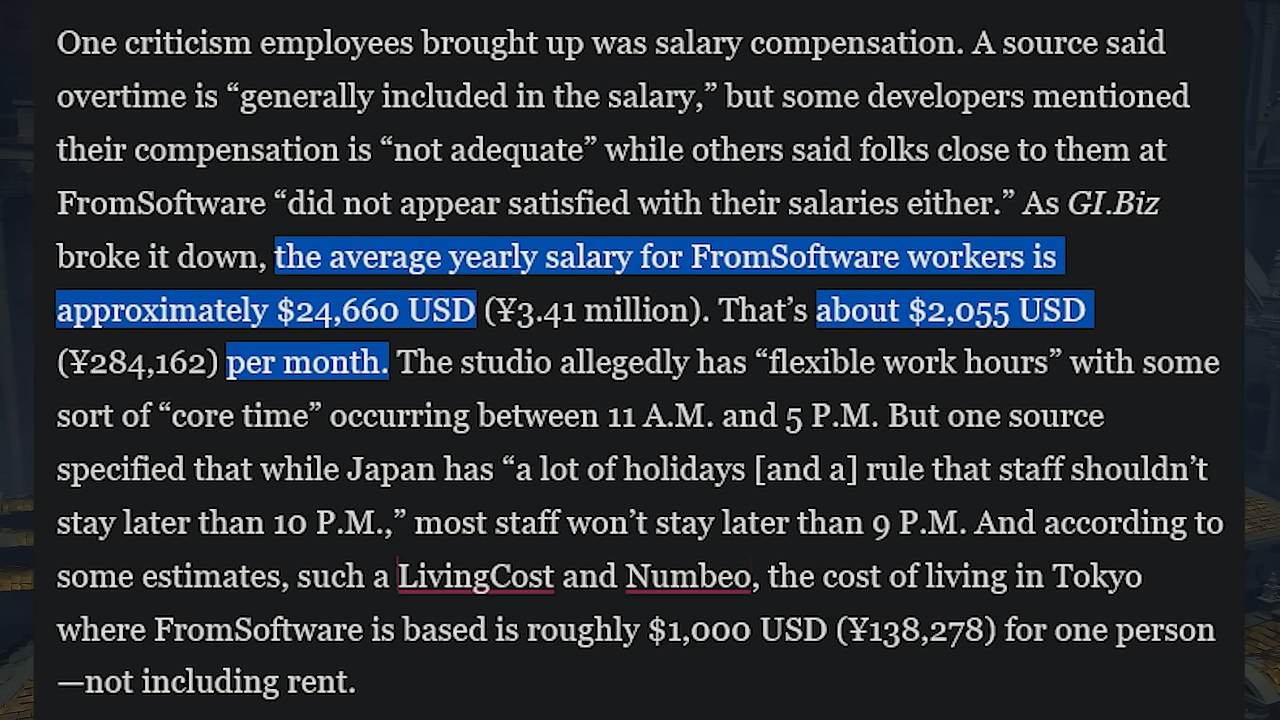 One criticism employees brought up was salary compensation. A source said
overtime is “generally included in the salary,” but some developers mentioned
their compensation is “not adequate” while others said folks close to them at
FromSoftware “did not appear satisfied with their salaries either.” As GI.Biz
broke it down, the average yearly salary for FromSoftware workers is
approximately $24,660 USD (¥3.41 million). That’s about $2,055 USD
(¥284,162) per month. The studio allegedly has “flexible work hours” with some
sort of “core time” occurring between 11 A.M. and 5 P.M. But one source
specified that while Japan has “a lot of holidays [and a] rule that staff shouldn’t
stay later than 10 P.M.,” most staff won’t stay later than 9 P.M. And according to
some estimates, such a LivingCost and Numbeo, the cost of living in Tokyo
where FromSoftware is based is roughly $1,000 USD (¥138,278) for one person
—not including rent.